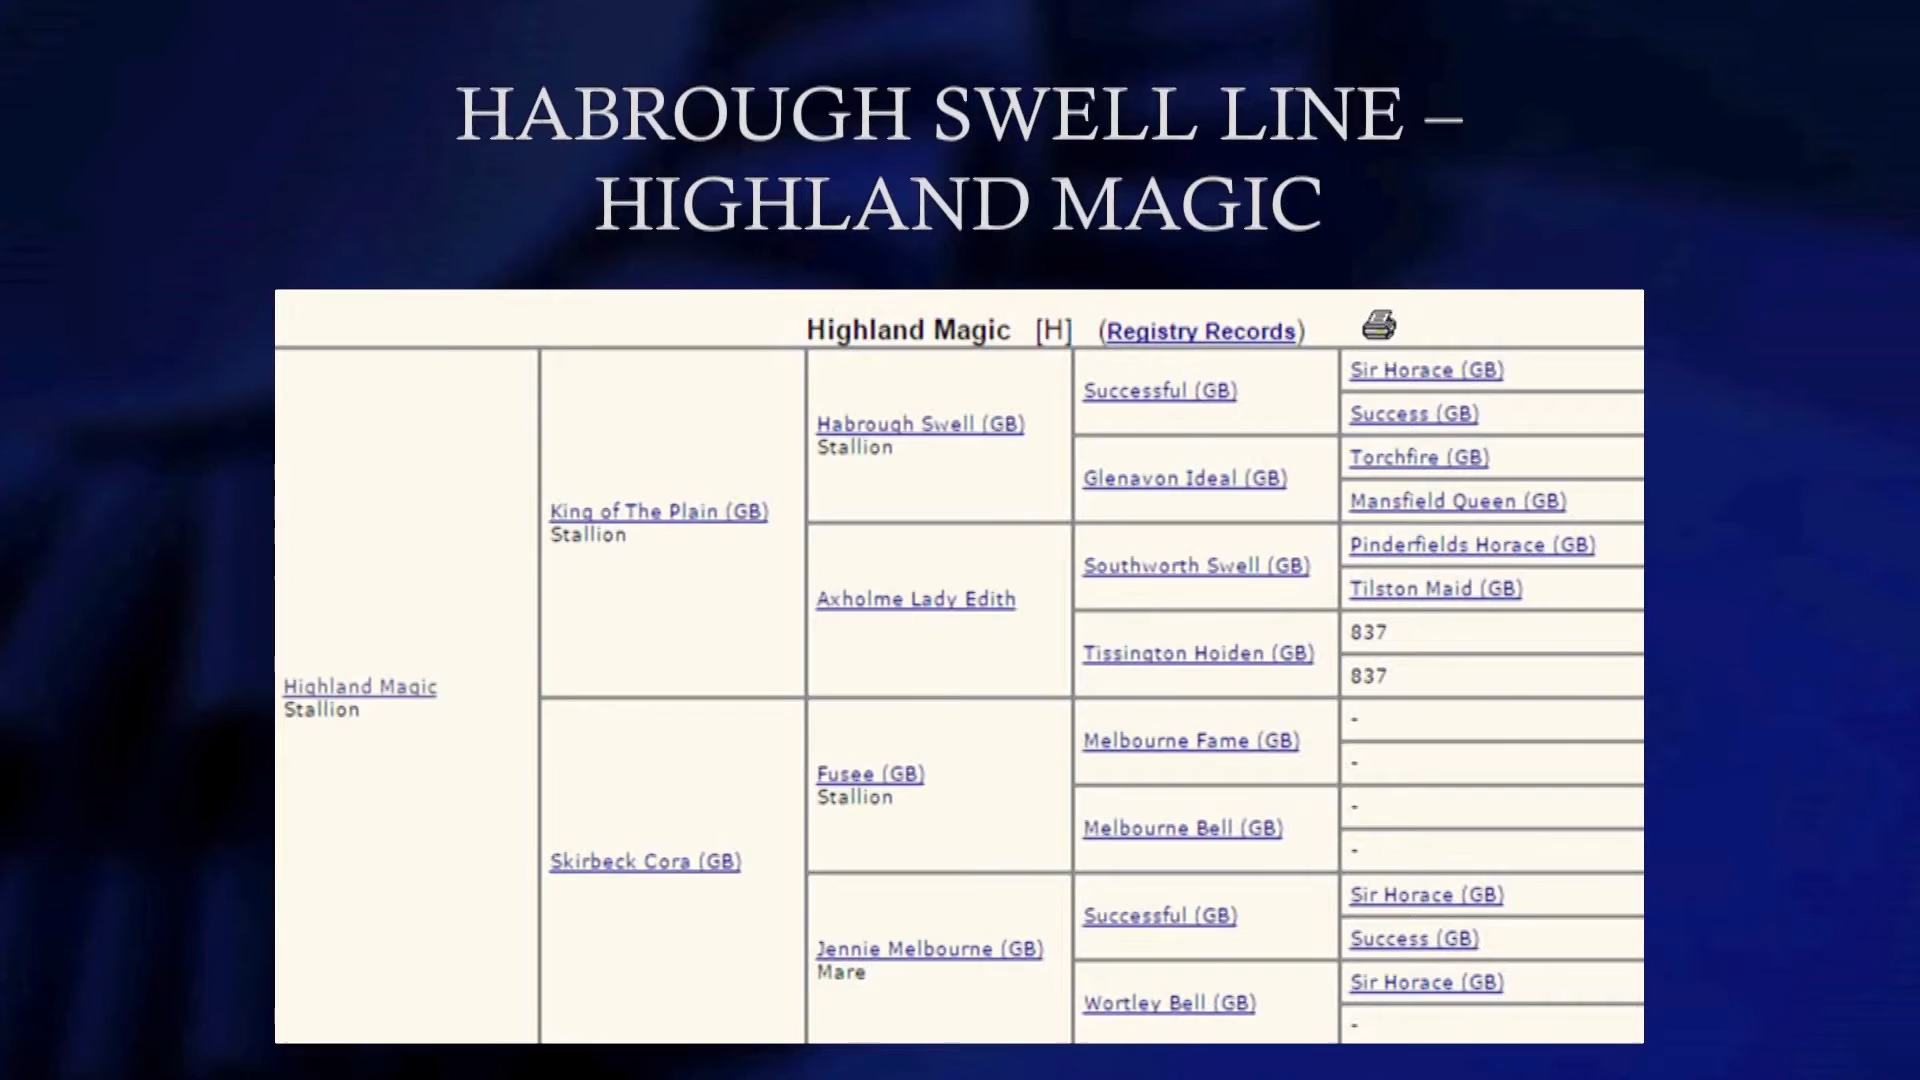 HABROUGH SWELL LINE –
HIGHLAND MAGIC
Highland Magic [H] (Registry Records)
Highland Magic
Stallion
King of The Plain (GB)
Stallion
Habrough Swell (GB)
Stallion
Successful (GB)
Sir Horace (GB)
Success (GB)
Glenavon Ideal (GB)
Torchfire (GB)
Mansfield Queen (GB)
Axholme Lady Edith
Southworth Swell (GB)
Pinderfields Horace (GB)
Tilston Maid (GB)
Tissington Hoiden (GB)
837
837
Skirbeck Cora (GB)
Fusee (GB)
Stallion
Melbourne Fame (GB)
-
-
Melbourne Bell (GB)
-
-
Jennie Melbourne (GB)
Mare
Successful (GB)
Sir Horace (GB)
Success (GB)
Wortley Bell (GB)
Sir Horace (GB)
-